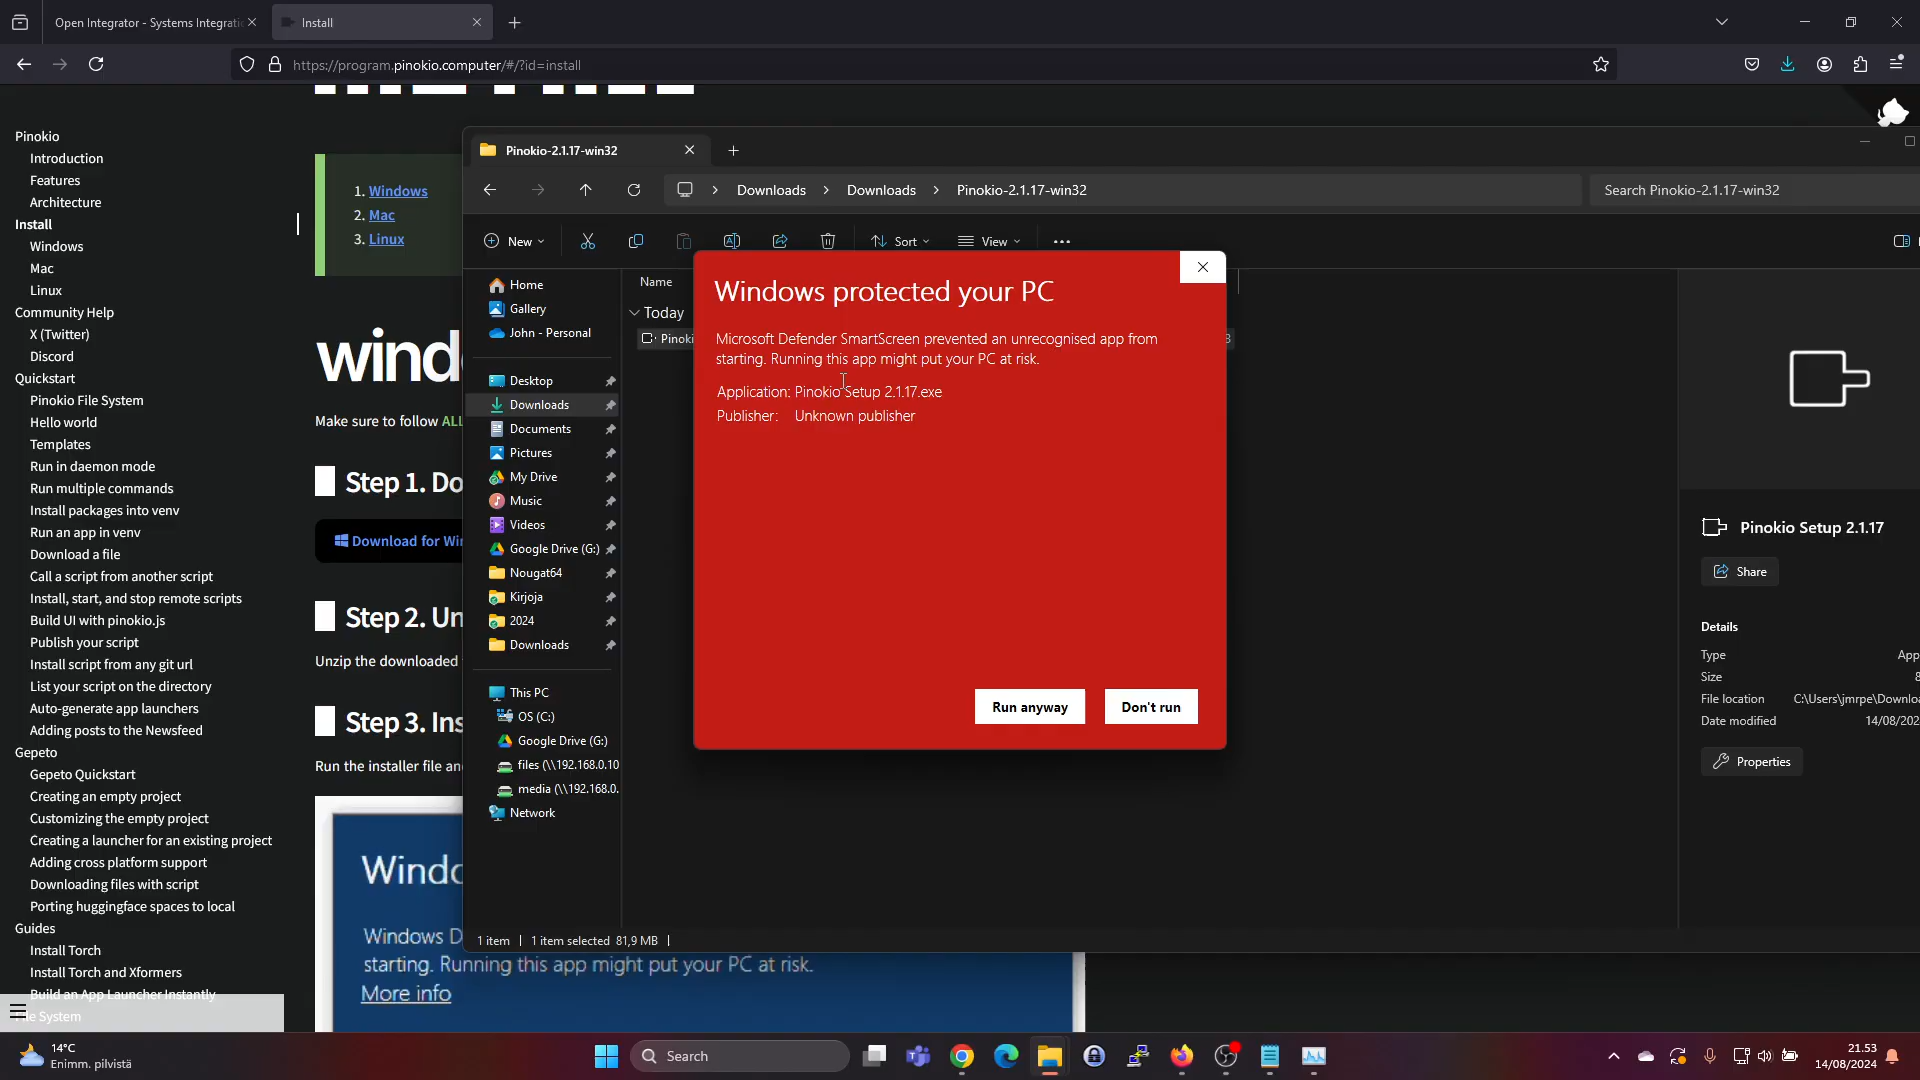 Open Integrator - Systems Integrati
Install
https://program.pinokio.computer/#/?id=install
Pinokio
Introduction
Features
Architecture
Install
Windows
Mac
Linux
Community Help
X (Twitter)
Discord
Quickstart
Pinokio File System
Hello world
Templates
Run in daemon mode
Run multiple commands
Install packages into venv
Run an app in venv
Download a file
Call a script from another script
Install, start, and stop remote scripts
Build UI with pinokio.js
Publish your script
Install script from any git url
List your script on the directory
Auto-generate app launchers
Adding posts to the Newsfeed
Gepeto
Gepeto Quickstart
Creating an empty project
Customizing the empty project
Creating a launcher for an existing project
Adding cross platform support
Downloading files with script
Porting huggingface spaces to local
Guides
Install Torch
Install Torch and Xformers
Build an App Launcher Instantly
File System
1. Windows
2. Mac
3. Linux
wind
Make sure to follow ALL
Step 1. Do
Download for Win
Step 2. Un
Unzip the downloaded
Step 3. Ins
Run the installer file an
Windo
Windows D
starting. Running this app might put your PC at risk.
More info
Pinokio-2.1.17-win32
Downloads
Downloads
Pinokio-2.1.17-win32
Search Pinokio-2.1.17-win32
New
Sort
View
Home
Gallery
John - Personal
Desktop
Downloads
Documents
Pictures
My Drive
Music
Videos
Google Drive (G:)
Nougat64
Kirjoja
2024
Downloads
This PC
OS (C:)
Google Drive (G:)
files (\\192.168.0.10
media (\\192.168.0.
Network
Name
Today
Pinoki
1 item
1 item selected 81,9 MB
Windows protected your PC
Microsoft Defender SmartScreen prevented an unrecognised app from
starting. Running this app might put your PC at risk.
Application: Pinokio Setup 2.1.17.exe
Publisher: Unknown publisher
Run anyway
Don't run
Pinokio Setup 2.1.17
Share
Details
Type App
Size 8
File location C:\Users\jmrpe\Downloa
Date modified 14/08/202
Properties
14°C
Enimm. pilvistä
Search
21.53
14/08/2024